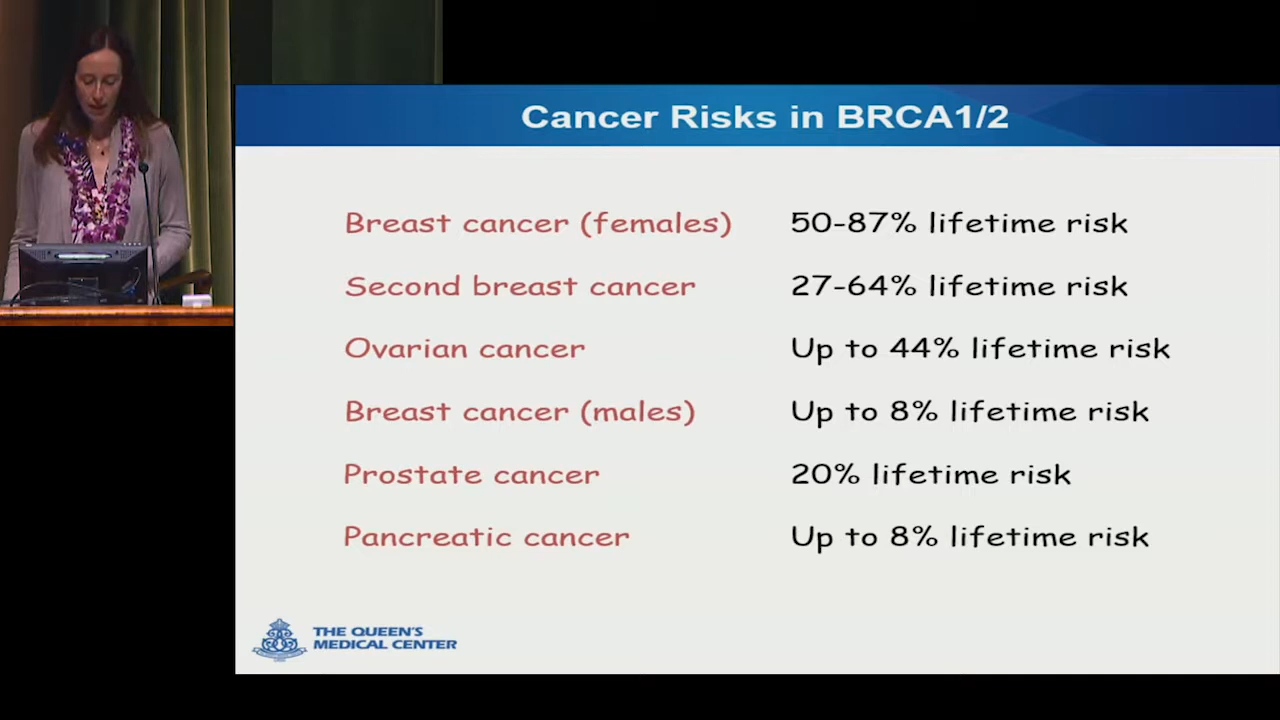 Cancer Risks in BRCA1/2
Breast cancer (females) 50-87% lifetime risk
Second breast cancer 27-64% lifetime risk
Ovarian cancer Up to 44% lifetime risk
Breast cancer (males) Up to 8% lifetime risk
Prostate cancer 20% lifetime risk
Pancreatic cancer Up to 8% lifetime risk
THE QUEEN'S
MEDICAL CENTER